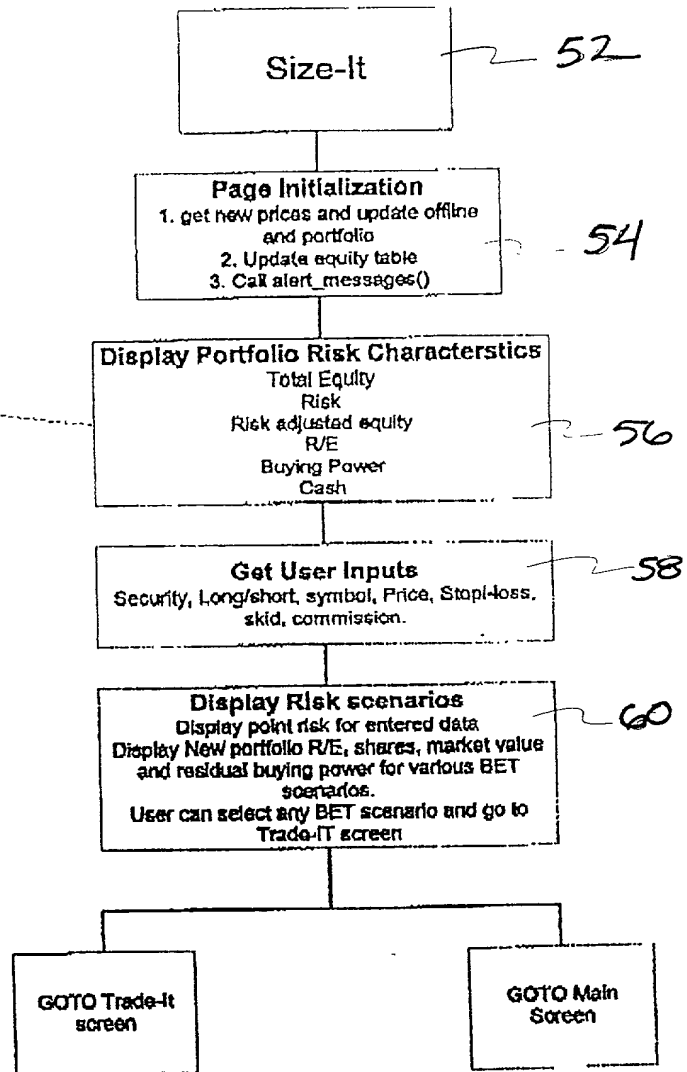 Size-It
52
Page Initialization
1. get new prices and update offline
and portfolio
2. Update equity table
3. Call alert_messages()
54
Display Portfolio Risk Characterstics
Total Equity
Risk
Risk adjusted equity
R/E
Buying Power
Cash
56
Get User Inputs
Security, Long/short, symbol, Price, Stopl-loss,
skid, commission.
58
Display Risk scenarios
Display point risk for entered data
Display New portfolio R/E, shares, market value
and residual buying power for various BET
scenarios.
User can select any BET scenario and go to
Trade-IT screen
60
GOTO Trade-It
screen
GOTO Main
Screen